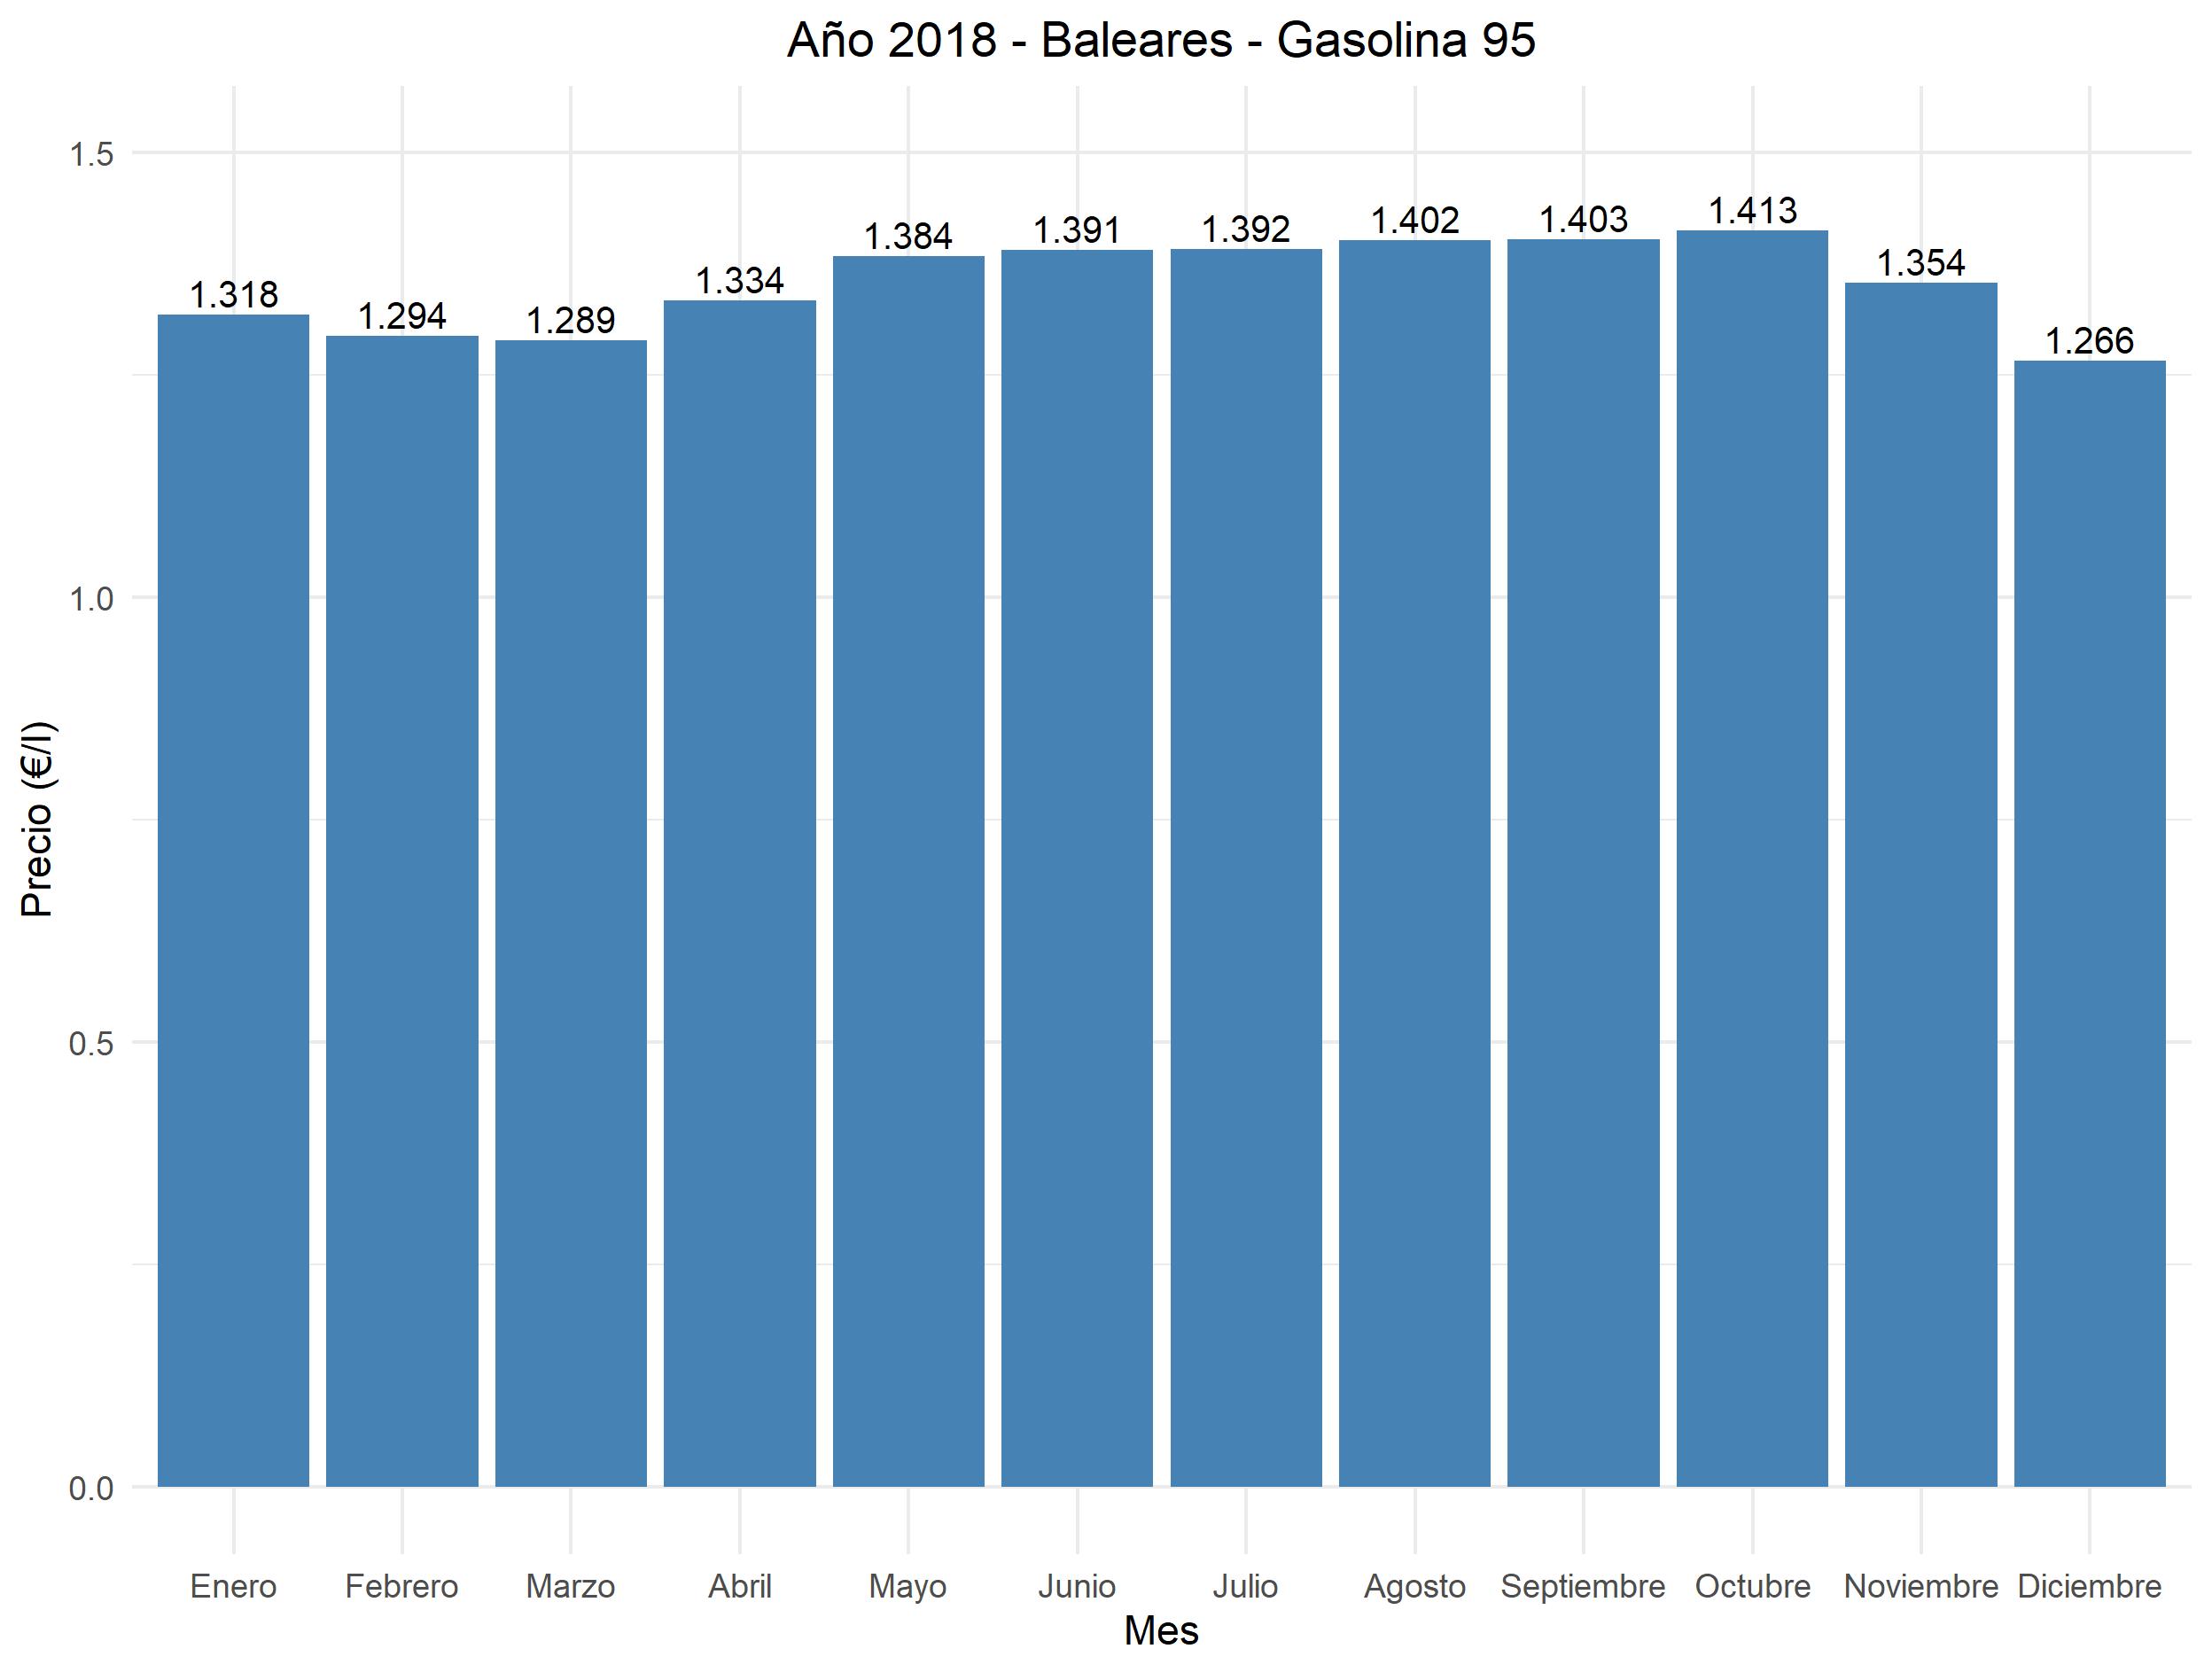 Año 2018 - Baleares - Gasolina 95
Precio (€/l)
1.5
1.0
0.5
0.0
1.318
1.294
1.289
1.334
1.384
1.391
1.392
1.402
1.403
1.413
1.354
1.266
Enero
Febrero
Marzo
Abril
Mayo
Junio
Julio
Agosto
Septiembre
Octubre
Noviembre
Diciembre
Mes